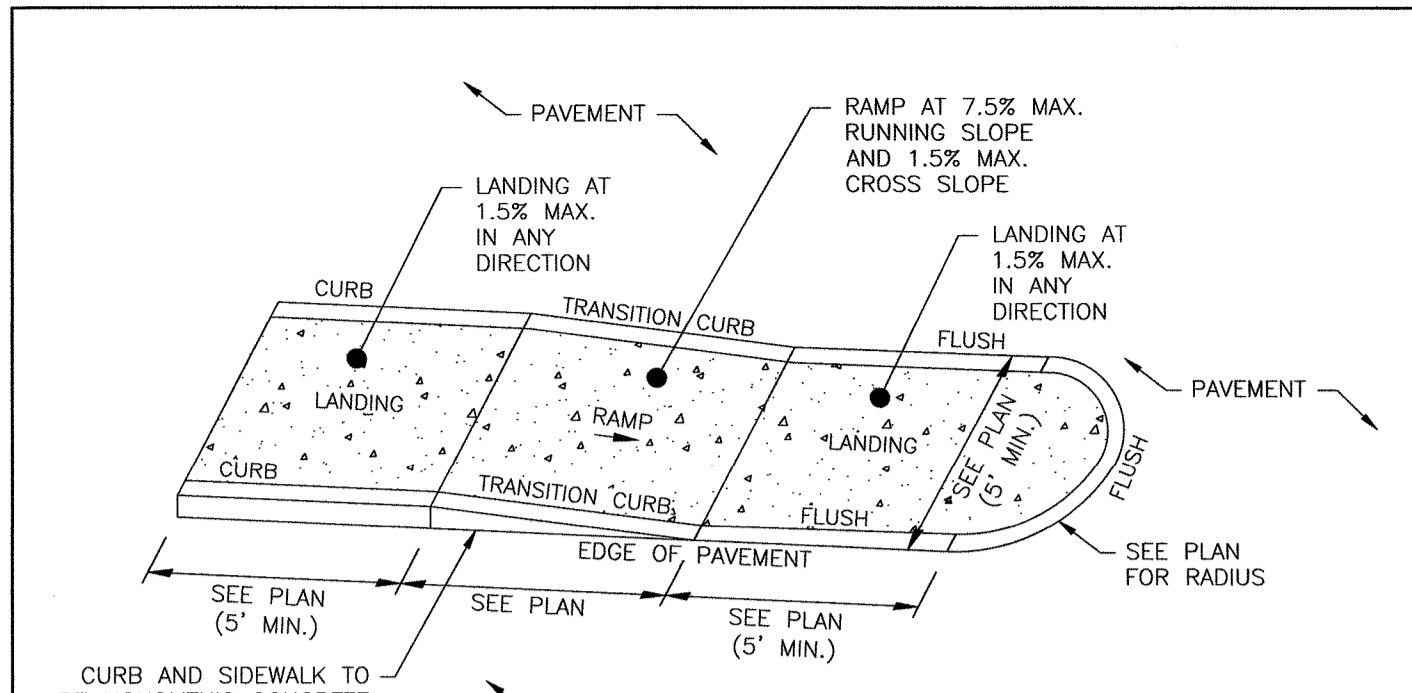 PAVEMENT
RAMP AT 7.5% MAX.
RUNNING SLOPE
AND 1.5% MAX.
CROSS SLOPE
LANDING AT
1.5% MAX.
IN ANY
DIRECTION
LANDING AT
1.5% MAX.
IN ANY
DIRECTION
CURB
TRANSITION CURB
FLUSH
PAVEMENT
LANDING
RAMP
LANDING
SEE PLAN
(5' MIN.)
FLUSH
CURB
TRANSITION CURB
FLUSH
EDGE OF PAVEMENT
SEE PLAN
FOR RADIUS
SEE PLAN
(5' MIN.)
SEE PLAN
SEE PLAN
(5' MIN.)
CURB AND SIDEWALK TO